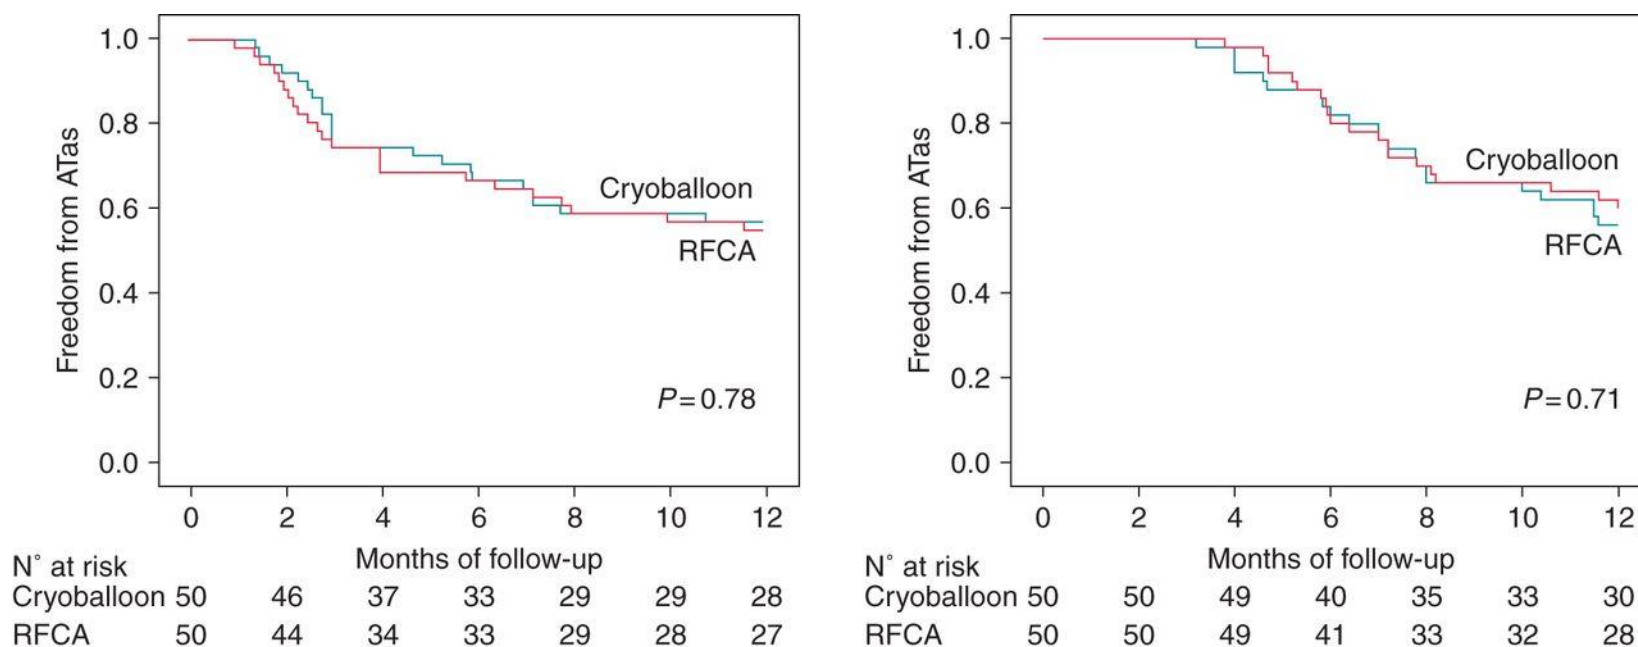 1.0
0.8
0.6
0.4
0.2
0.0
Freedom from ATas
Cryoballoon
RFCA
P = 0.78
0 2 4 6 8 10 12
Months of follow-up
N° at risk
Cryoballoon 50 46 37 33 29 29 28
RFCA 50 44 34 33 29 28 27
1.0
0.8
0.6
0.4
0.2
0.0
Freedom from ATas
Cryoballoon
RFCA
P = 0.71
0 2 4 6 8 10 12
Months of follow-up
N° at risk
Cryoballoon 50 50 49 40 35 33 30
RFCA 50 50 49 41 33 32 28